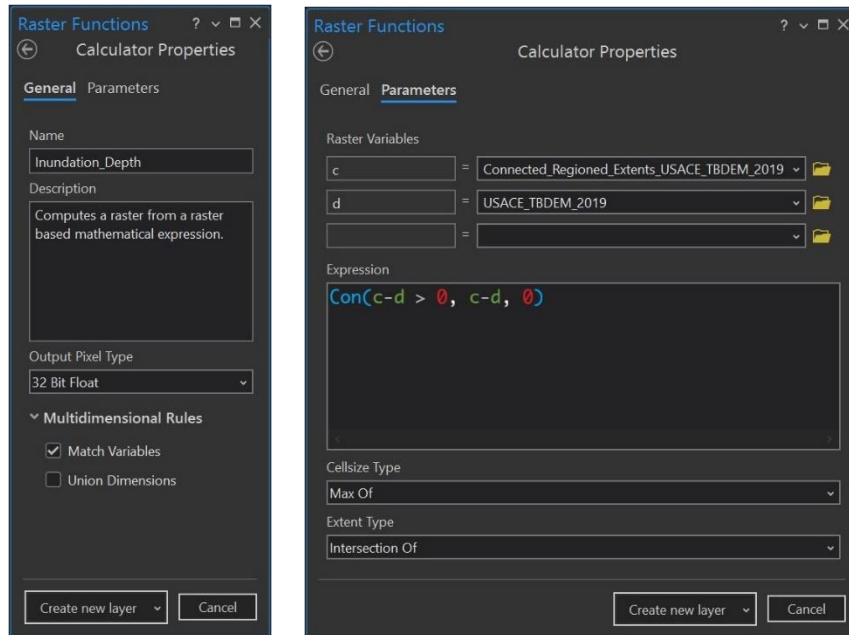 Raster Functions ?
Calculator Properties
General Parameters
Name
Inundation_Depth
Description
Computes a raster from a raster
based mathematical expression.
Output Pixel Type
32 Bit Float
Multidimensional Rules
Match Variables
Union Dimensions
Create new layer Cancel
Raster Functions ?
Calculator Properties
General Parameters
Raster Variables
c = Connected_Regioned_Extents_USACE_TBDEM_2019
d = USACE_TBDEM_2019
=
Expression
Con(c-d > 0, c-d, 0)
Cellsize Type
Max Of
Extent Type
Intersection Of
Create new layer Cancel